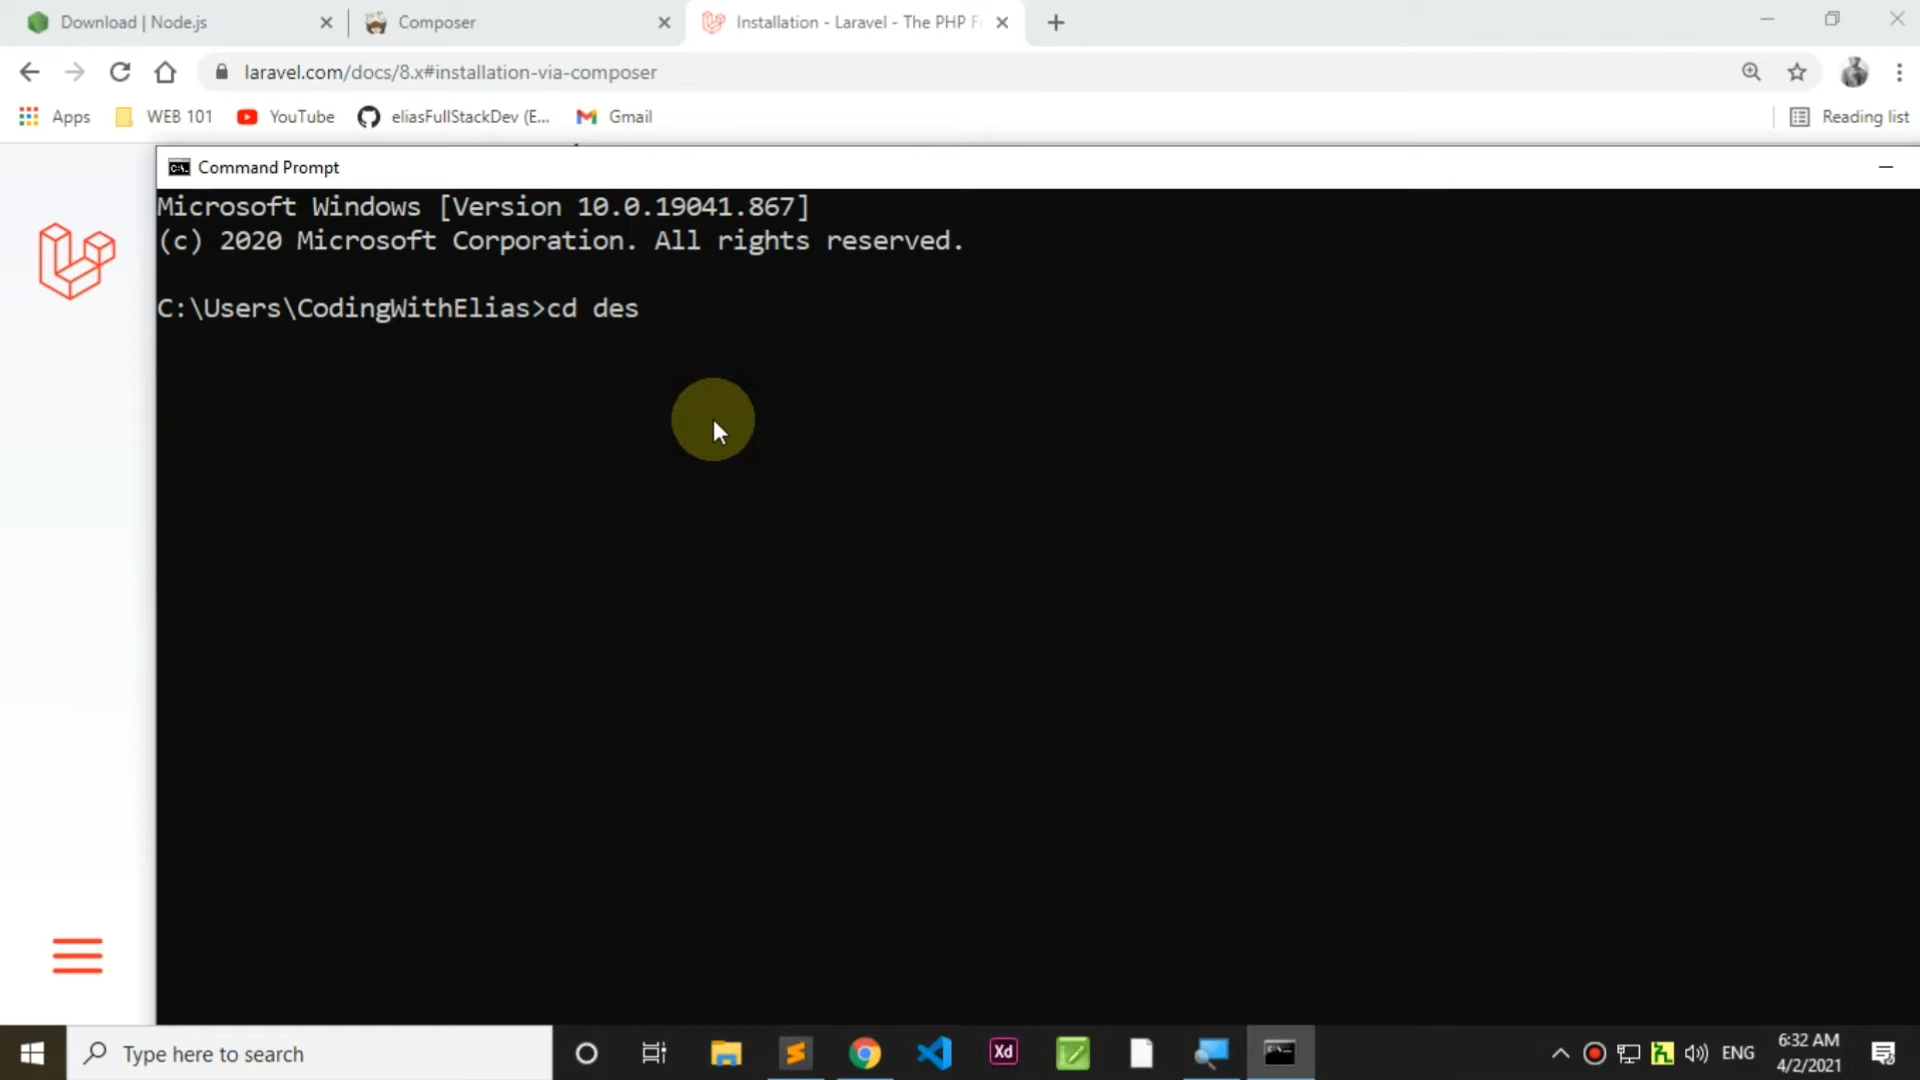 Download | Node.js
Composer
Installation - Laravel - The PHP F
laravel.com/docs/8.x#installation-via-composer
Apps
WEB 101
YouTube
eliasFullStackDev (E...
Gmail
Reading list
Command Prompt
Microsoft Windows [Version 10.0.19041.867]
(c) 2020 Microsoft Corporation. All rights reserved.
C:\Users\CodingWithElias>cd des
Type here to search
Xd
ENG
6:32 AM
4/2/2021